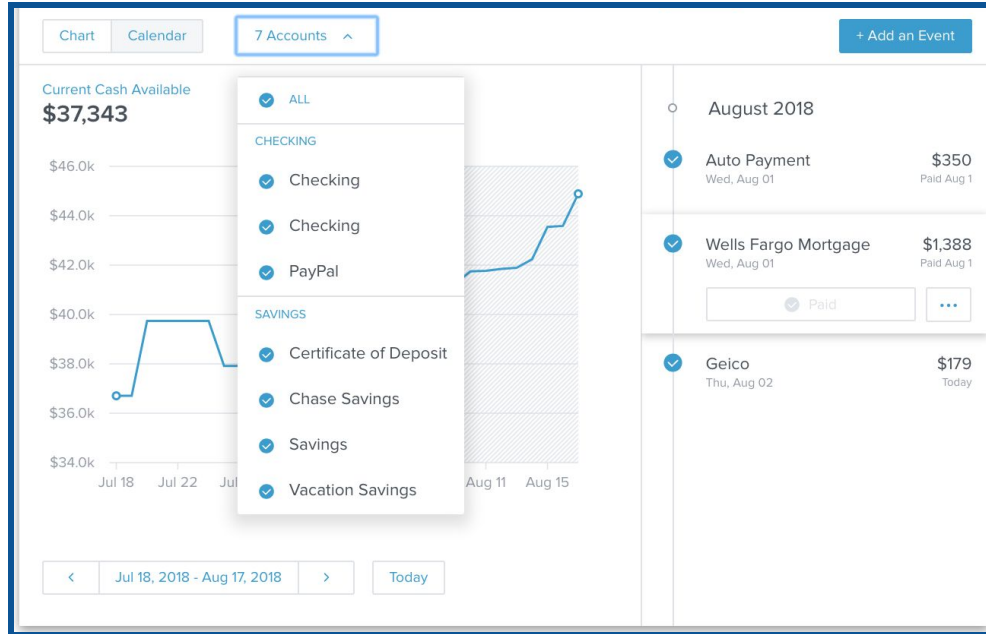 Chart
Calendar
7 Accounts
+ Add an Event
Current Cash Available
$37,343
$46.0k
$44.0k
$42.0k
$40.0k
$38.0k
$36.0k
$34.0k
Jul 18
Jul 22
Jul
Aug 11
Aug 15
ALL
CHECKING
Checking
Checking
PayPal
SAVINGS
Certificate of Deposit
Chase Savings
Savings
Vacation Savings
Jul 18, 2018 - Aug 17, 2018
Today
August 2018
Auto Payment $350
Wed, Aug 01 Paid Aug 1
Wells Fargo Mortgage $1,388
Wed, Aug 01 Paid Aug 1
Paid
Geico $179
Thu, Aug 02 Today